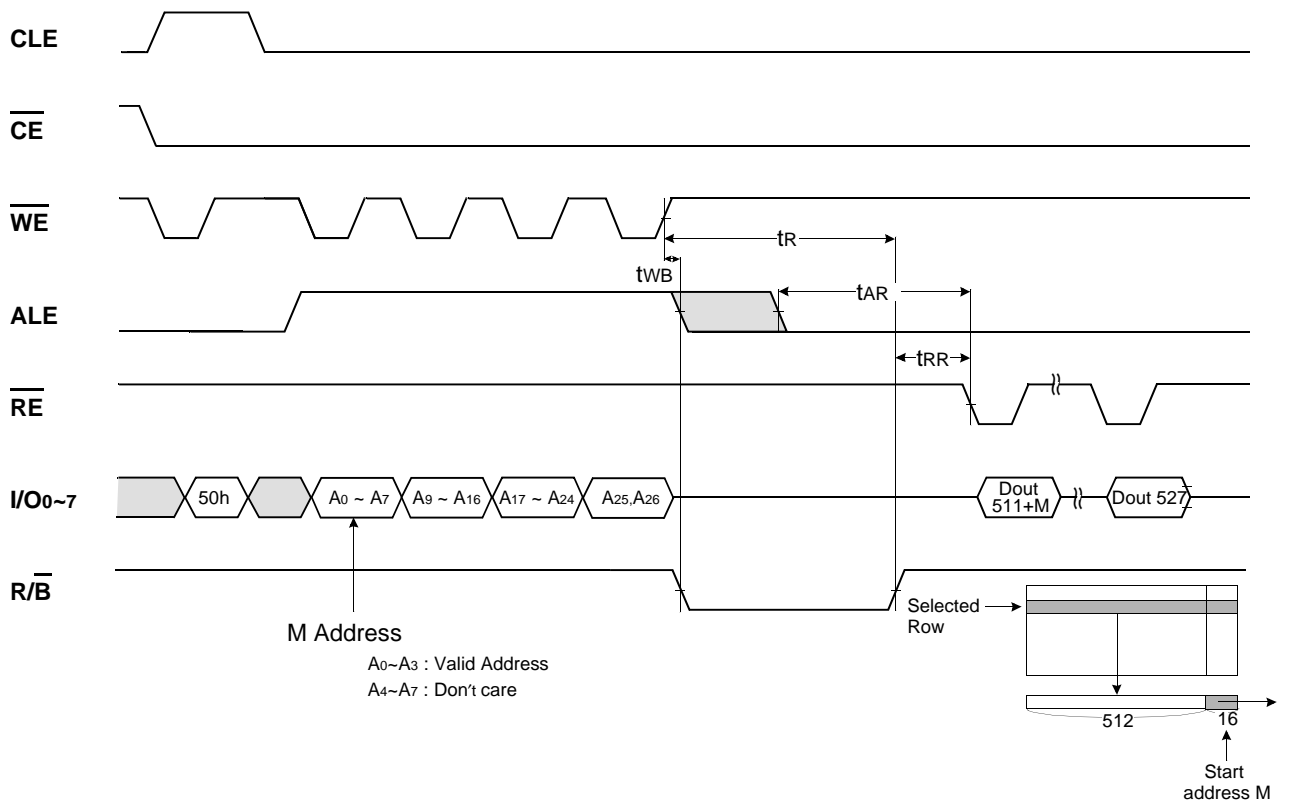 CLE
CE
WE
tR
tWB
ALE
tAR
tRR
RE
I/O0~7
50h
A0 ~ A7
A9 ~ A16
A17 ~ A24
A25,A26
Dout
511+M
Dout 527
R/B
M Address
A0~A3 : Valid Address
A4~A7 : Don't care
Selected
Row
512
16
Start
address M